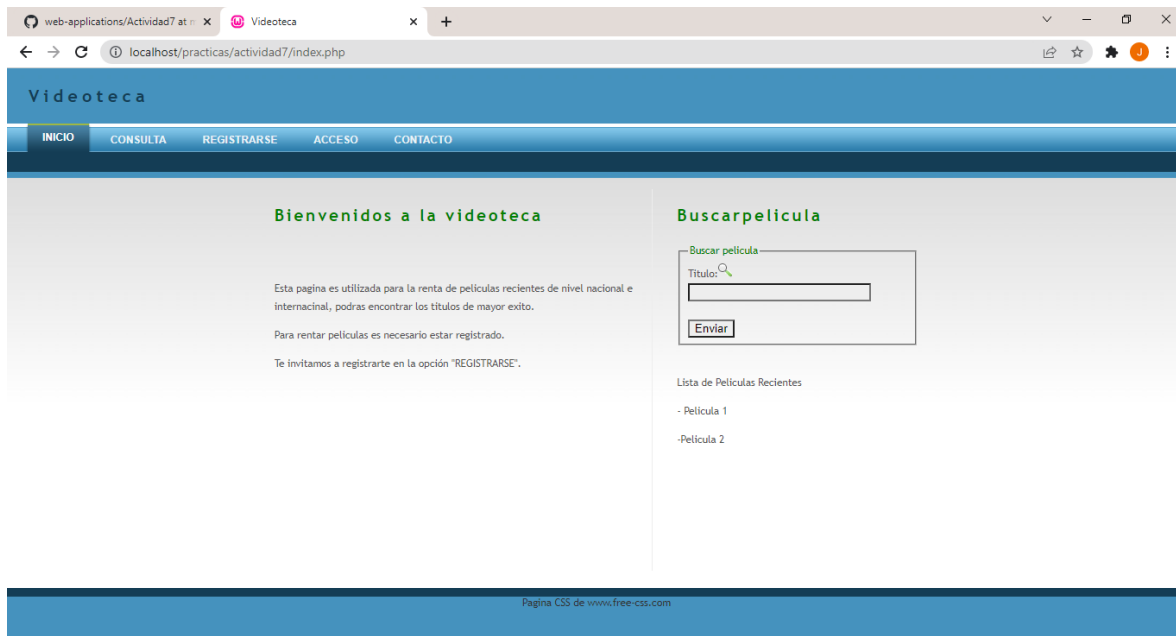 web-applications/Actividad7 at m
Videoteca
localhost/practicas/actividad7/index.php
J
Videoteca
INICIO CONSULTA REGISTRARSE ACCESO CONTACTO
Bienvenidos a la videoteca
Esta pagina es utilizada para la renta de peliculas recientes de nivel nacional e
internacinal, podras encontrar los titulos de mayor exito.
Para rentar peliculas es necesario estar registrado.
Te invitamos a registrarte en la opción "REGISTRARSE".
Buscarpelicula
Buscar pelicula
Titulo:
Enviar
Lista de Peliculas Recientes
- Pelicula 1
-Pelicula 2
Pagina CSS de www.free-css.com